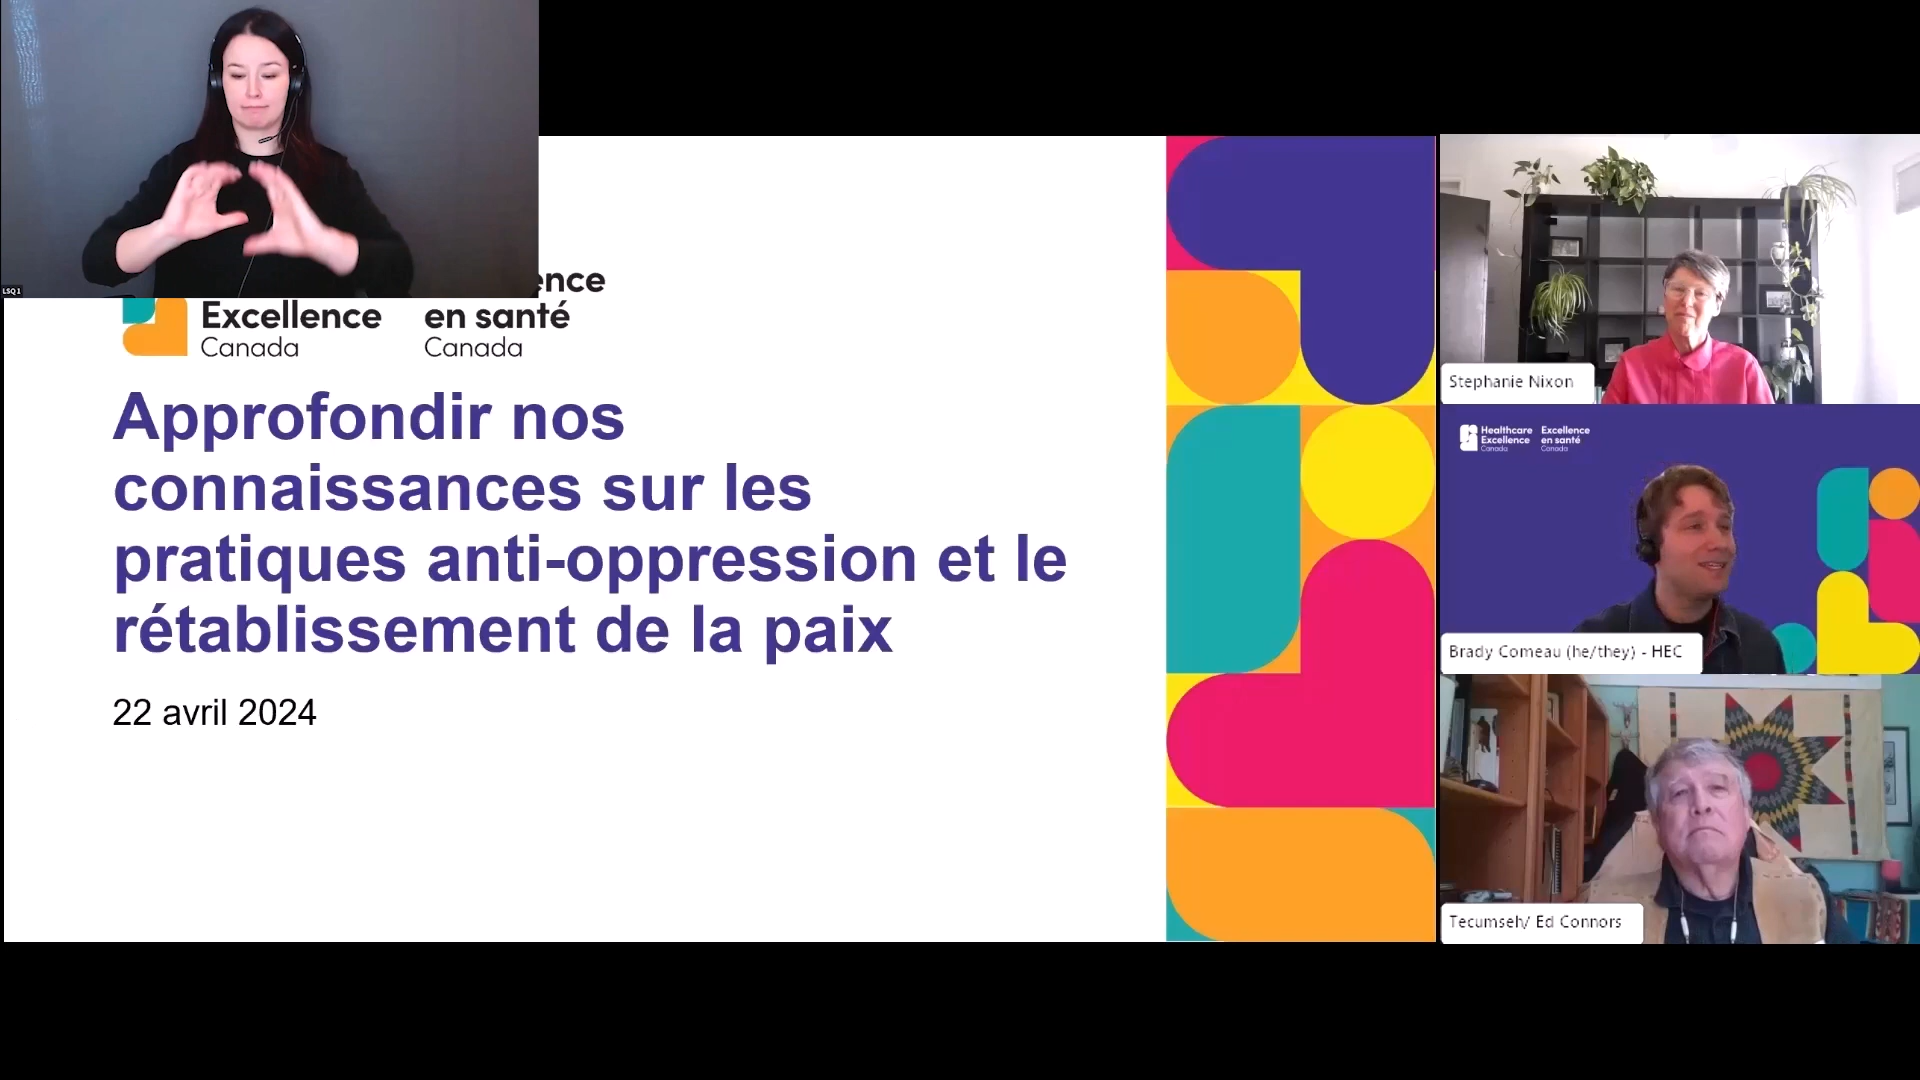 LSQ1
ence
Excellence
Canada
en santé
Canada
Approfondir nos
connaissances sur les
pratiques anti-oppression et le
rétablissement de la paix
22 avril 2024
Stephanie Nixon
Healthcare
Excellence
Canada
Excellence
en santé
Canada
Brady Comeau (he/they) - HEC
Tecumseh/ Ed Connors